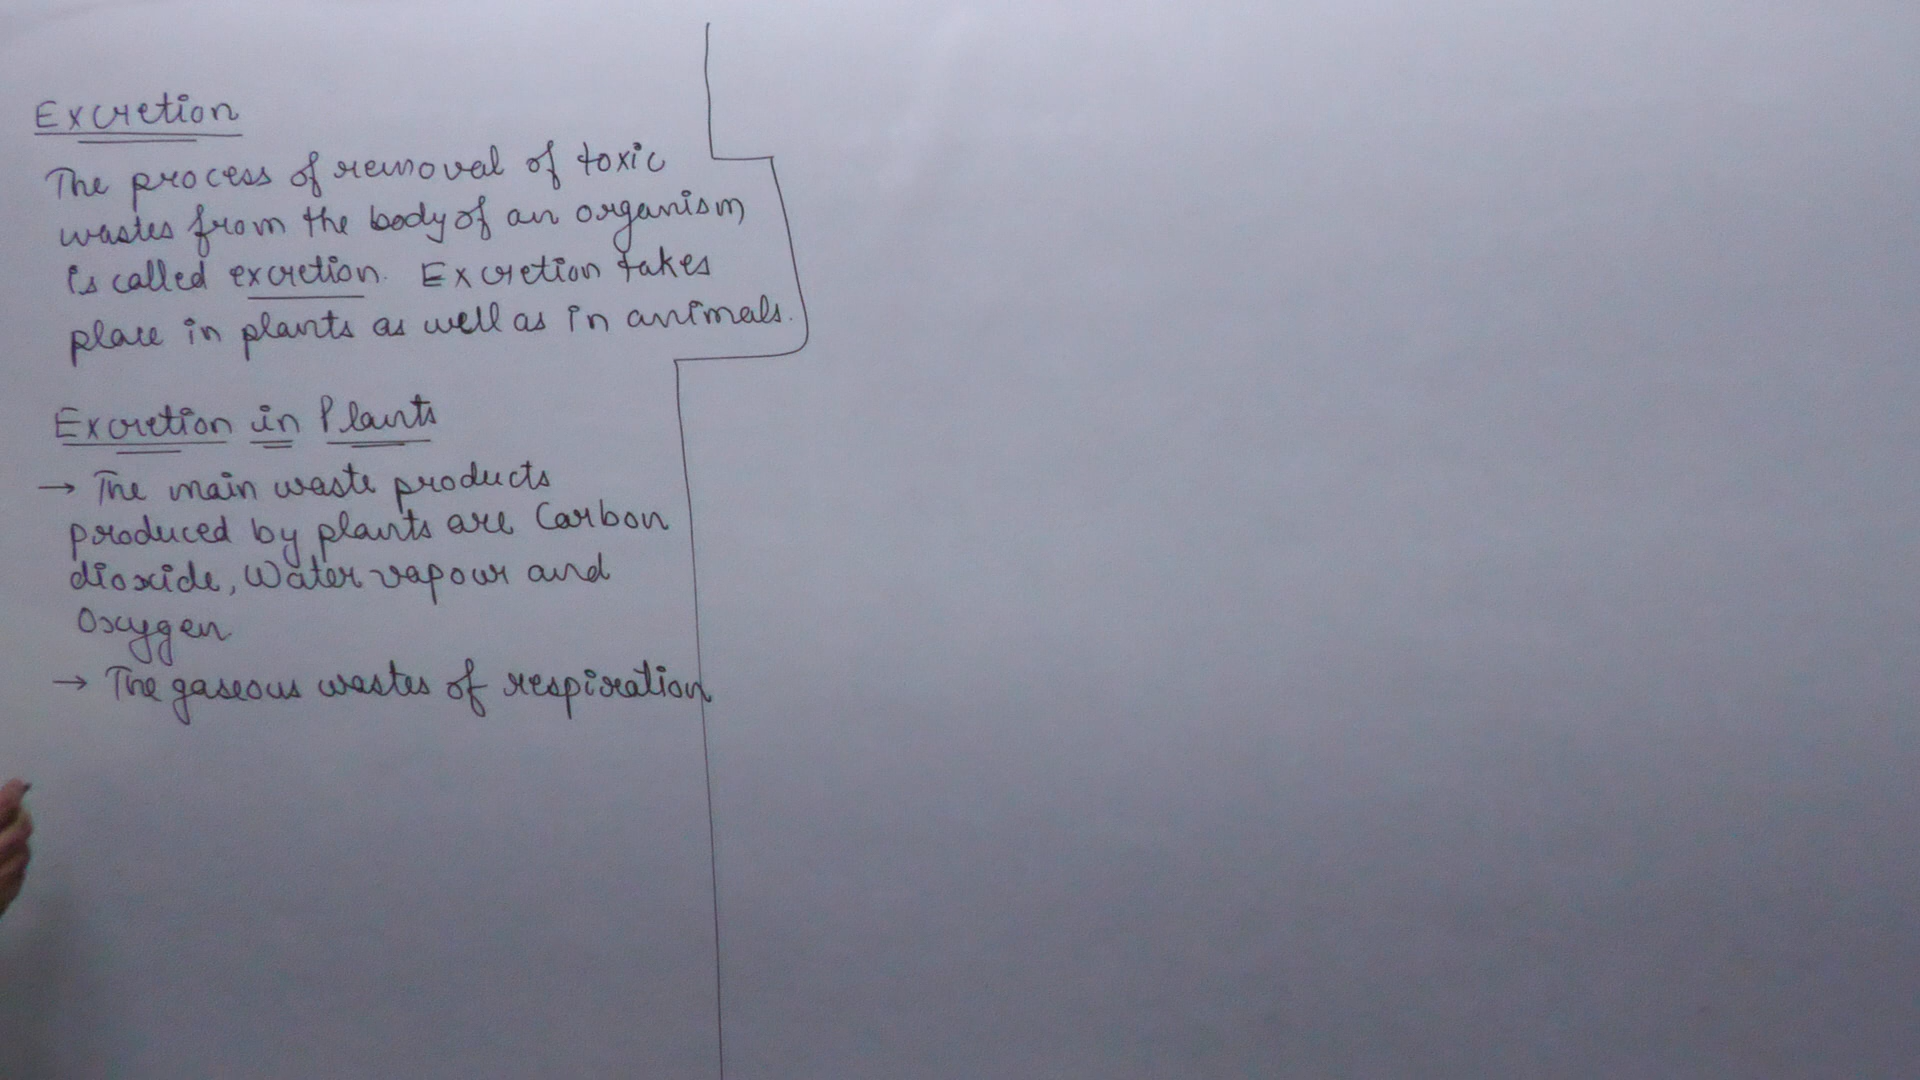 Excretion
The process of removal of toxic
wastes from the body of an organism
is called excretion. Excretion takes
place in plants as well as in animals.
Excretion in Plants
→ The main waste products
produced by plants are Carbon
dioxide, Water vapour and
Oxygen.
→ The gaseous wastes of respiration